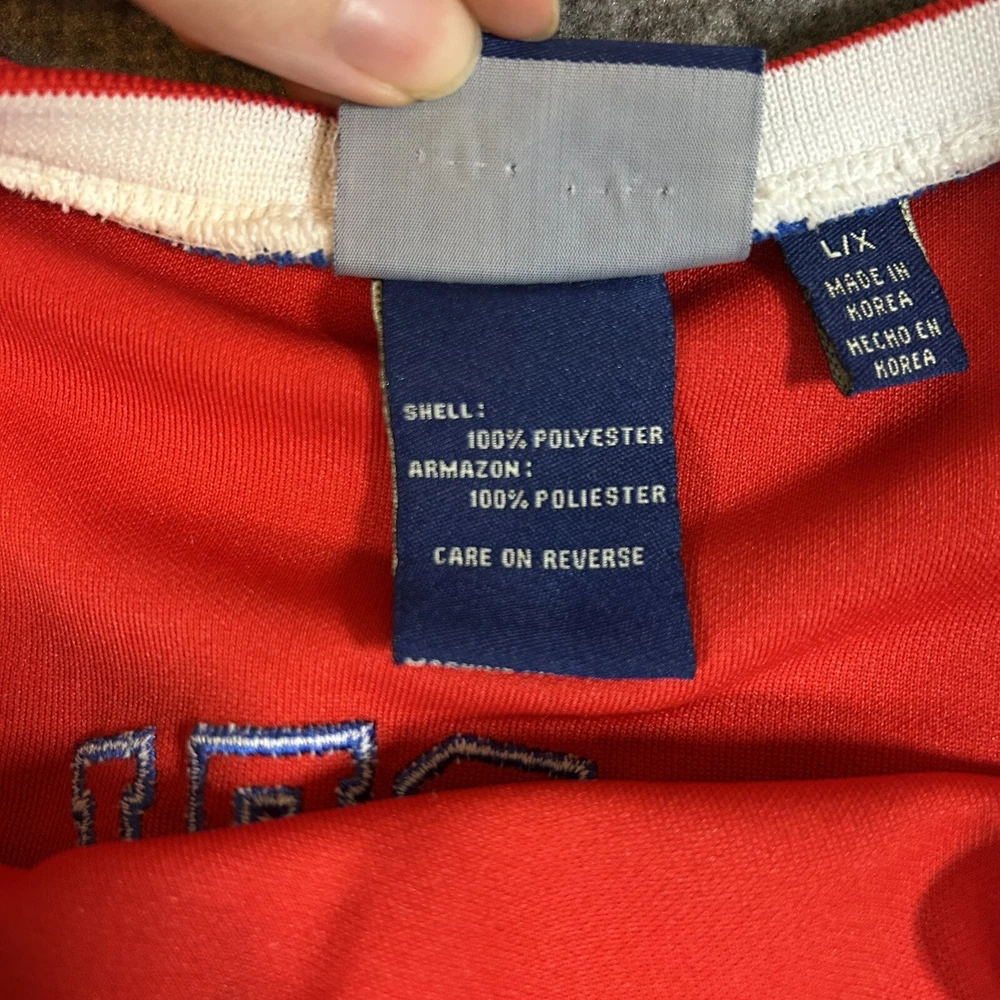 L/X
MADE IN
KOREA
HECHO EN
KOREA
SHELL:
100% POLYESTER
ARMAZON:
100% POLIESTER
CARE ON REVERSE